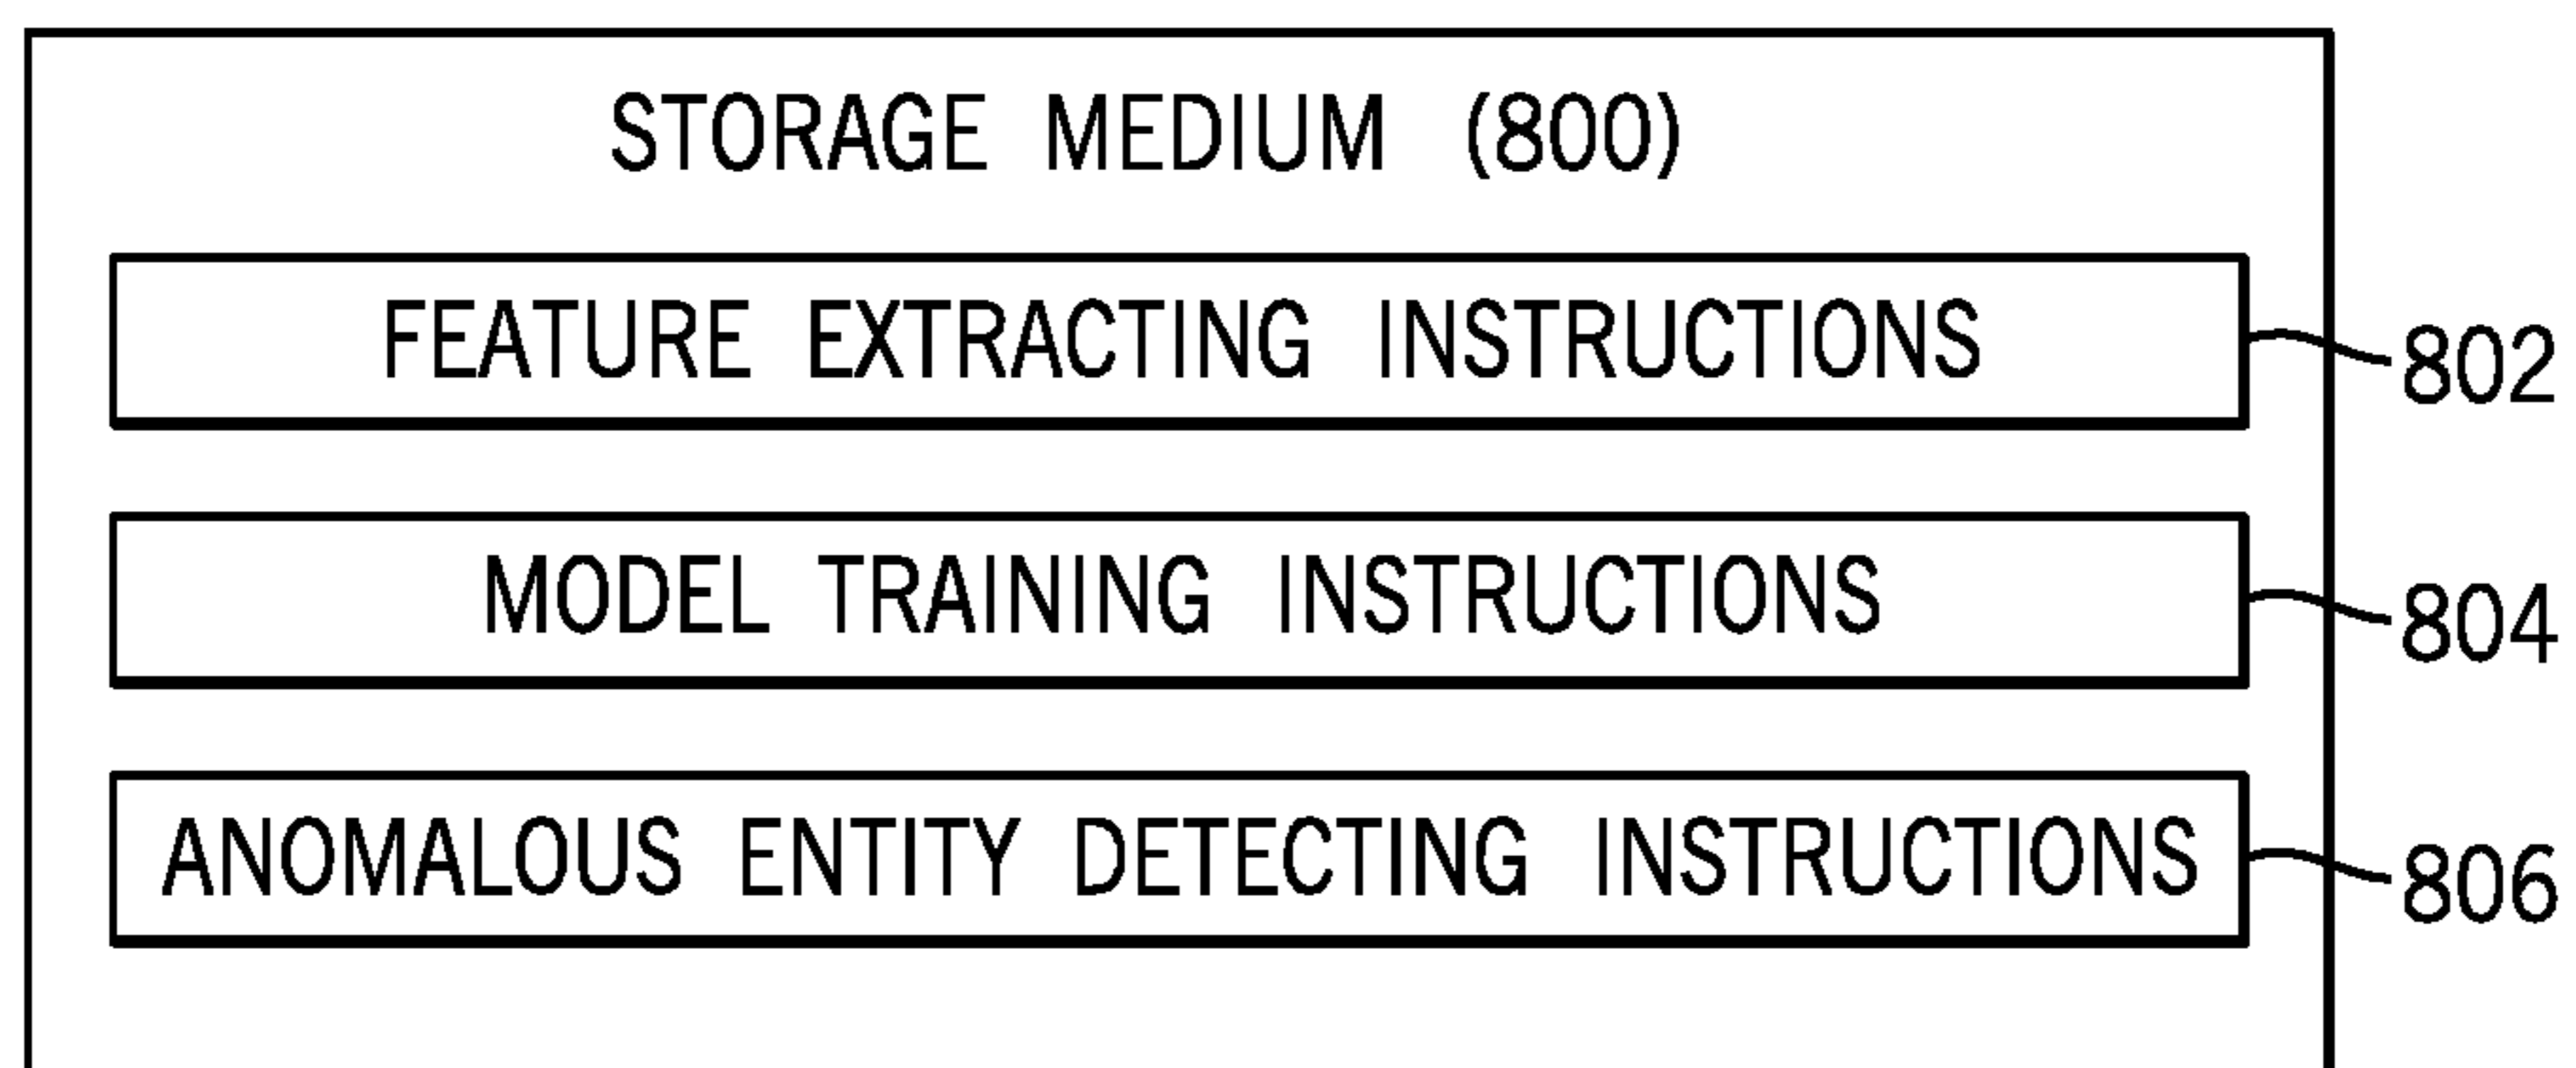 STORAGE MEDIUM (800)
FEATURE EXTRACTING INSTRUCTIONS 802
MODEL TRAINING INSTRUCTIONS 804
ANOMALOUS ENTITY DETECTING INSTRUCTIONS 806